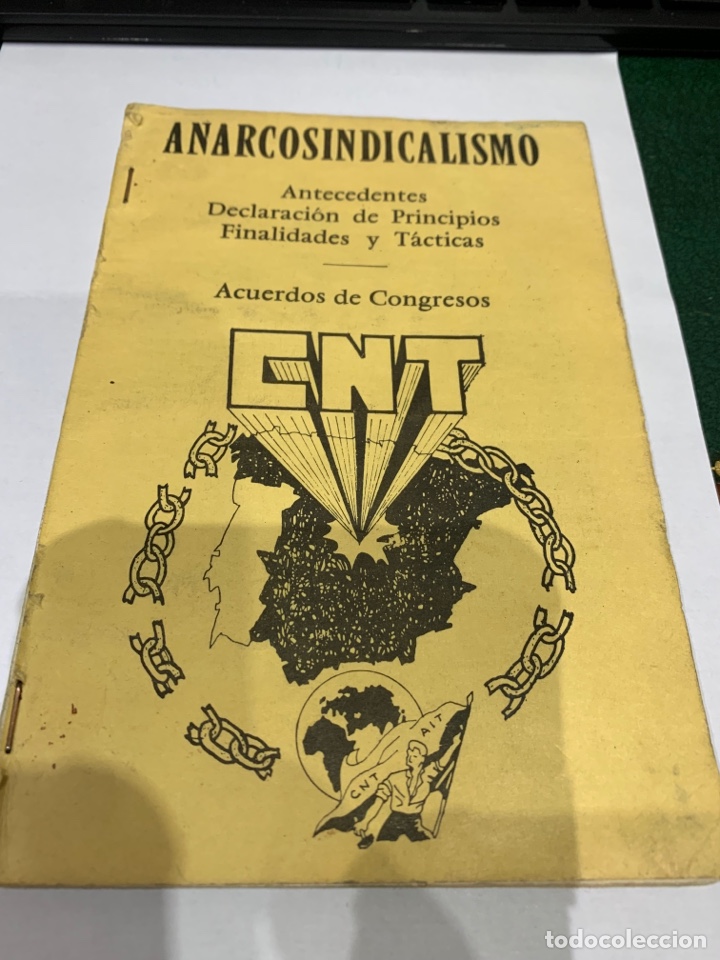 ANARCOSINDICALISMO
Antecedentes
Declaración de Principios
Finalidades y Tácticas
Acuerdos de Congresos
CNT
AIT
CNT
todocoleccion